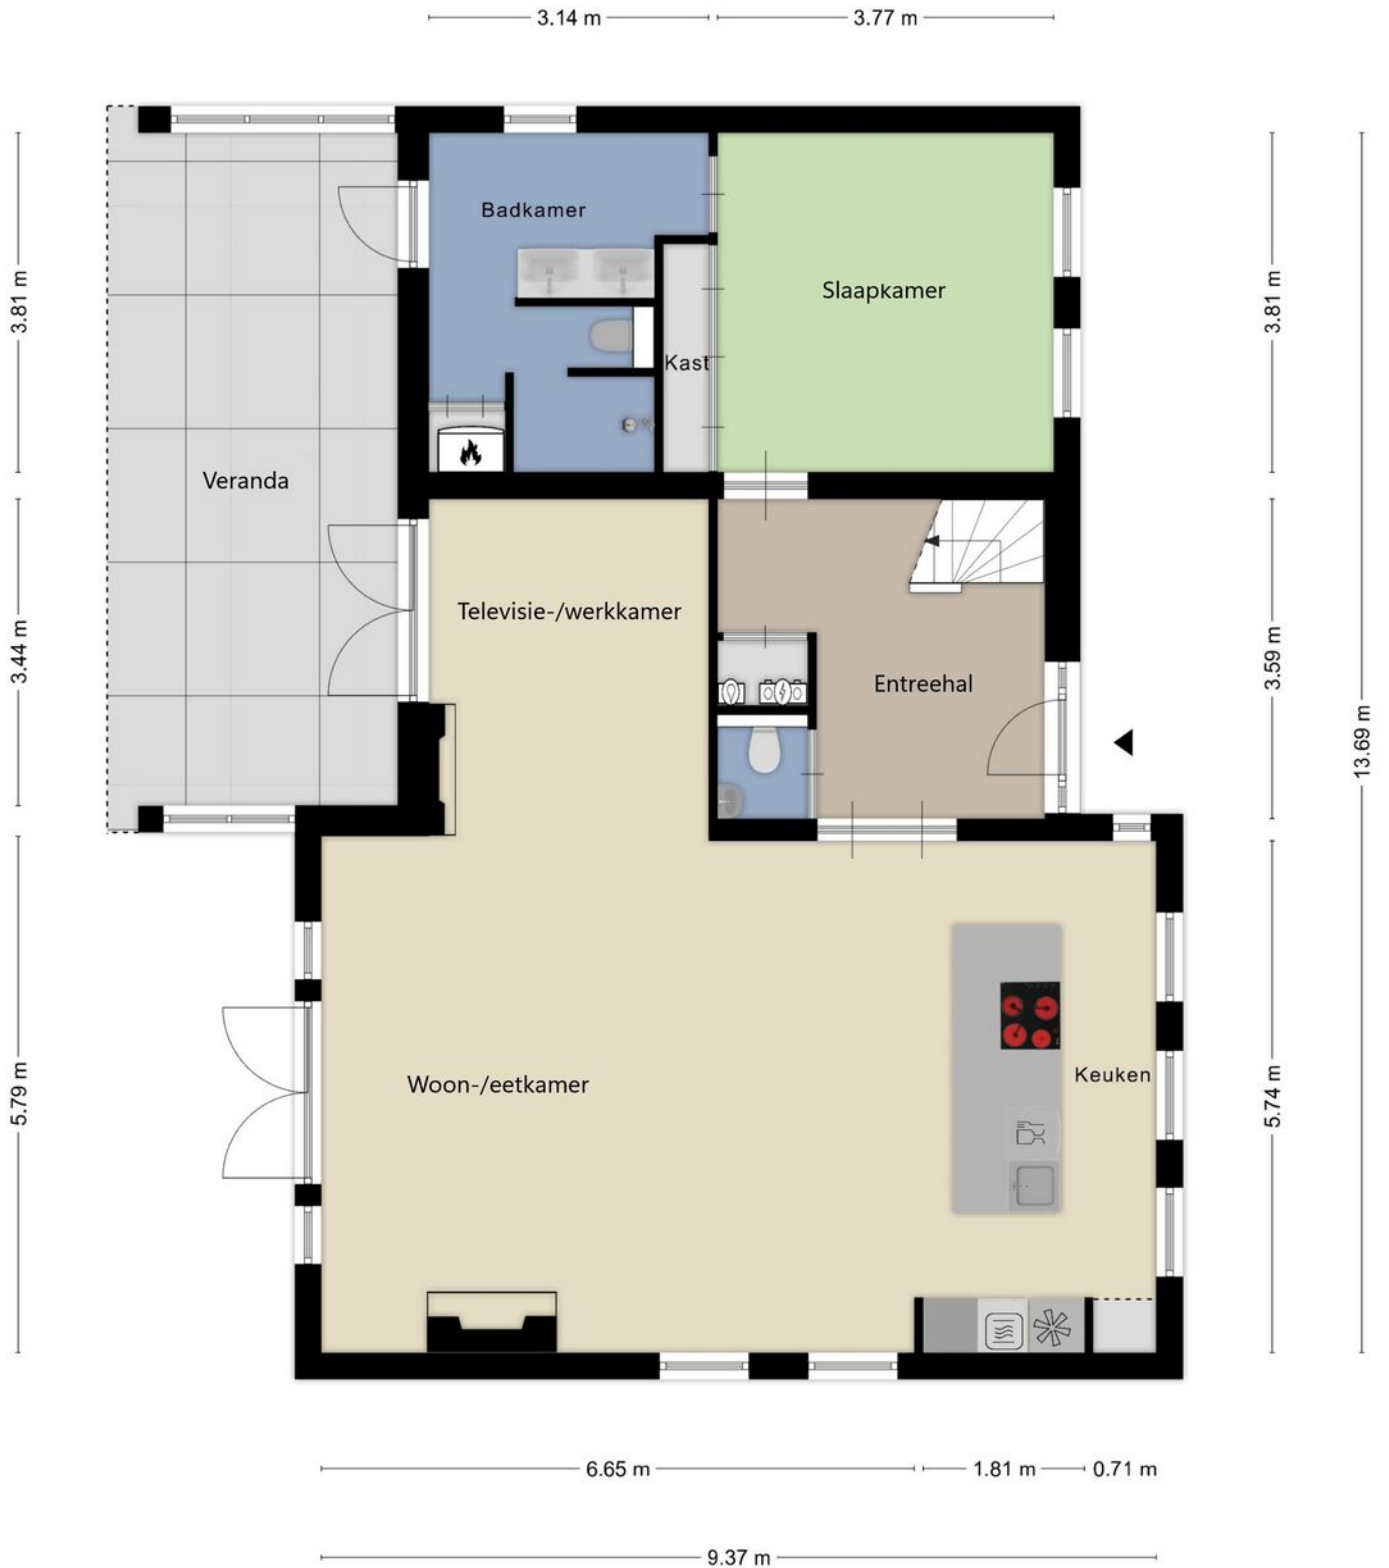 3.14 m
3.77 m
Badkamer
Slaapkamer
3.81 m
3.81 m
Kast
Veranda
Televisie-/werkkamer
3.44 m
3.59 m
Entreehal
13.69 m
Woon-/eetkamer
Keuken
5.79 m
5.74 m
6.65 m
1.81 m
0.71 m
9.37 m